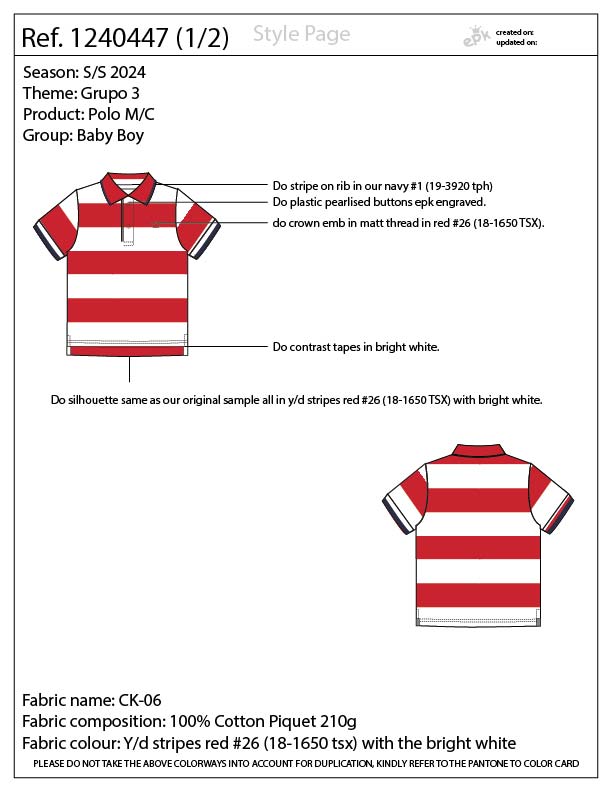 Ref. 1240447 (1/2)
Style Page
epk
created on:
updated on:
Season: S/S 2024
Theme: Grupo 3
Product: Polo M/C
Group: Baby Boy
Do stripe on rib in our navy #1 (19-3920 tph)
Do plastic pearlised buttons epk engraved.
do crown emb in matt thread in red #26 (18-1650 TSX).
Do contrast tapes in bright white.
Do silhouette same as our original sample all in y/d stripes red #26 (18-1650 TSX) with bright white.
Fabric name: CK-06
Fabric composition: 100% Cotton Piquet 210g
Fabric colour: Y/d stripes red #26 (18-1650 tsx) with the bright white
PLEASE DO NOT TAKE THE ABOVE COLORWAYS INTO ACCOUNT FOR DUPLICATION, KINDLY REFER TO THE PANTONE TO COLOR CARD